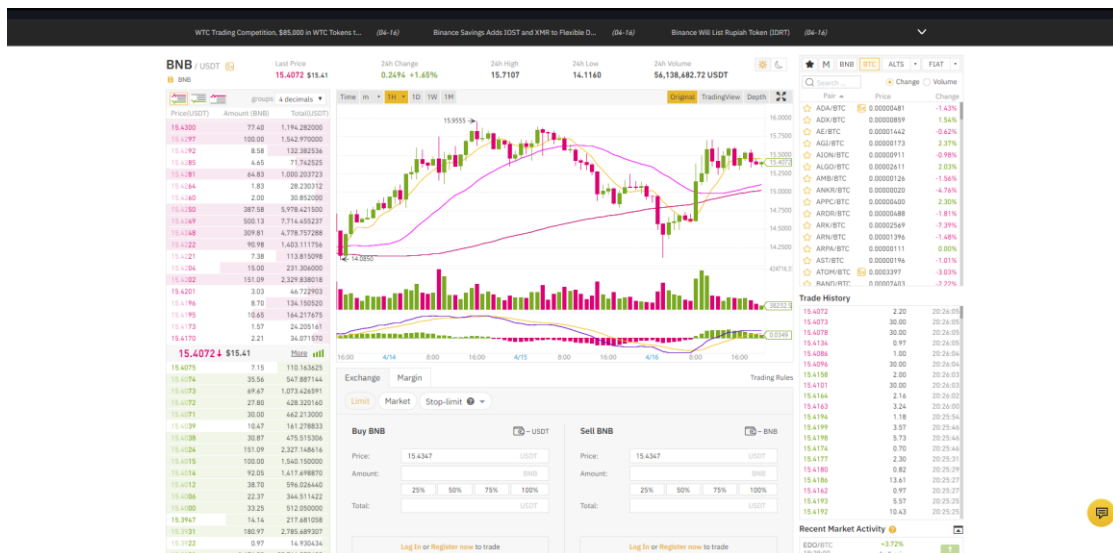 WTC Trading Competition, $85,000 in WTC Tokens t... (04-16) Binance Savings Adds IOST and XMR to Flexible D... (04-16) Binance Will List Rupiah Token (IDRT) (04-16)
BNB / USDT
BNB
Last Price
15.4072 $15.41
24h Change
0.2494 +1.65%
24h High
15.7107
24h Low
14.1160
24h Volume
56,138,682.72 USDT
groups 4 decimals
Price(USDT) Amount (BNB) Total(USDT)
15.4300 77.40 1,194.282000
15.4297 100.00 1,542.970000
15.4292 8.58 132.382536
15.4285 4.65 71.742525
15.4281 64.83 1,000.203723
15.4264 1.83 28.230312
15.4260 2.00 30.852000
15.4250 387.58 5,978.421500
15.4249 500.13 7,714.455237
15.4248 309.81 4,778.757288
15.4222 90.98 1,403.111756
15.4221 7.38 113.815098
15.4204 15.00 231.306000
15.4202 151.09 2,329.838018
15.4201 3.03 46.722903
15.4196 8.70 134.150520
15.4195 10.65 164.217675
15.4173 1.57 24.205161
15.4170 2.21 34.071570
15.4072↓ $15.41 More
15.4075 7.15 110.163625
15.4074 35.56 547.887144
15.4073 69.67 1,073.426591
15.4072 27.80 428.320160
15.4071 30.00 462.213000
15.4039 10.47 161.278833
15.4038 30.87 475.515306
15.4024 151.09 2,327.148616
15.4015 100.00 1,540.150000
15.4014 92.05 1,417.698870
15.4012 38.70 596.026440
15.4006 22.37 344.511422
15.4000 33.25 512.050000
15.3947 14.14 217.681058
15.3931 180.97 2,785.689307
15.3922 0.97 14.930434
Time m 1H 1D 1W 1M Original TradingView Depth
16.0000
15.7500
15.5000
15.4072
15.2500
15.0000
14.7500
14.5000
14.2500
15.9555
14.0850
0.0349
16:00 4/14 8:00 16:00 4/15 8:00 16:00 4/16 8:00 16:00
Exchange Margin Trading Rules
Limit Market Stop-limit
Buy BNB – USDT
Price: 15.4347 USDT
Amount: BNB
25% 50% 75% 100%
Total: USDT
Log In or Register now to trade
Sell BNB – BNB
Price: 15.4347 USDT
Amount: BNB
25% 50% 75% 100%
Total: USDT
Log In or Register now to trade
M BNB BTC ALTS FIAT
Search... Change Volume
Pair Price Change
ADA/BTC 5x 0.00000481 -1.43%
ADX/BTC 0.00000859 1.54%
AE/BTC 0.00001442 -0.62%
AGI/BTC 0.00000173 2.37%
AION/BTC 0.00000911 -0.98%
ALGO/BTC 0.00002611 2.03%
AMB/BTC 0.00000126 -1.56%
ANKR/BTC 0.00000020 -4.76%
APPC/BTC 0.00000400 2.30%
ARDR/BTC 0.00000488 -1.81%
ARK/BTC 0.00002569 -7.39%
ARN/BTC 0.00001396 -1.48%
ARPA/BTC 0.00000111 0.00%
AST/BTC 0.00000196 -1.01%
ATOM/BTC 0.0003397 -3.03%
BAND/BTC 0.00007403 -2.22%
Trade History
15.4072 2.20 20:26:05
15.4073 30.00 20:26:05
15.4078 30.00 20:26:05
15.4134 0.97 20:26:05
15.4086 1.00 20:26:04
15.4096 30.00 20:26:04
15.4158 2.00 20:26:03
15.4101 30.00 20:26:03
15.4164 2.16 20:26:02
15.4163 3.24 20:26:00
15.4194 1.18 20:25:54
15.4199 3.57 20:25:46
15.4198 5.73 20:25:46
15.4174 0.70 20:25:46
15.4177 2.30 20:25:31
15.4180 0.82 20:25:29
15.4186 13.61 20:25:27
15.4162 0.97 20:25:27
15.4193 5.57 20:25:25
15.4192 10.43 20:25:25
Recent Market Activity
EDO/BTC +3.72%